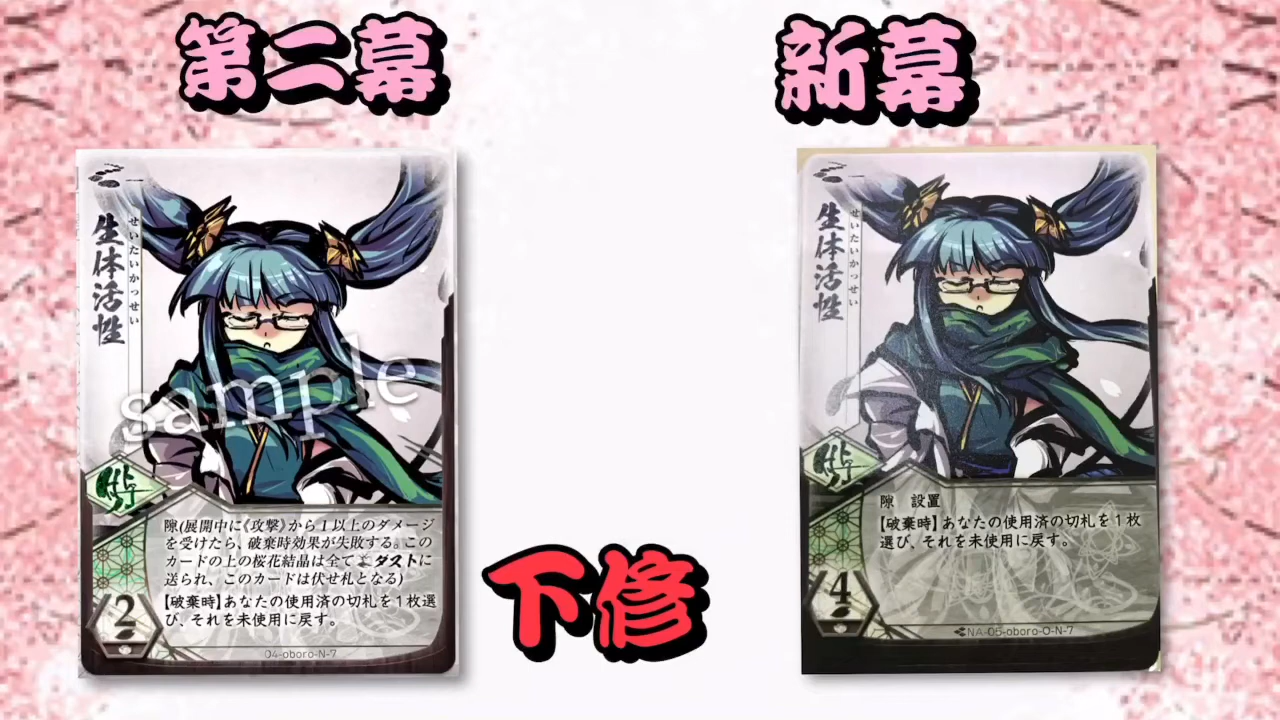 第二幕
新幕
生体活性
せいたいかっせい
sample
隙(展開中に《攻撃》から1以上のダメージ
を受けたら、破棄時効果が失敗する。この
カードの上の桜花結晶は全てダストに
送られ、このカードは伏せ札となる)
【破棄時】あなたの使用済の切札を1枚選
び、それを未使用に戻す。
2
04-oboro-N-7
下修
生体活性
せいたいかっせい
隙 設置
【破棄時】あなたの使用済の切札を1枚
選び、それを未使用に戻す。
4
NA-05-oboro-O-N-7